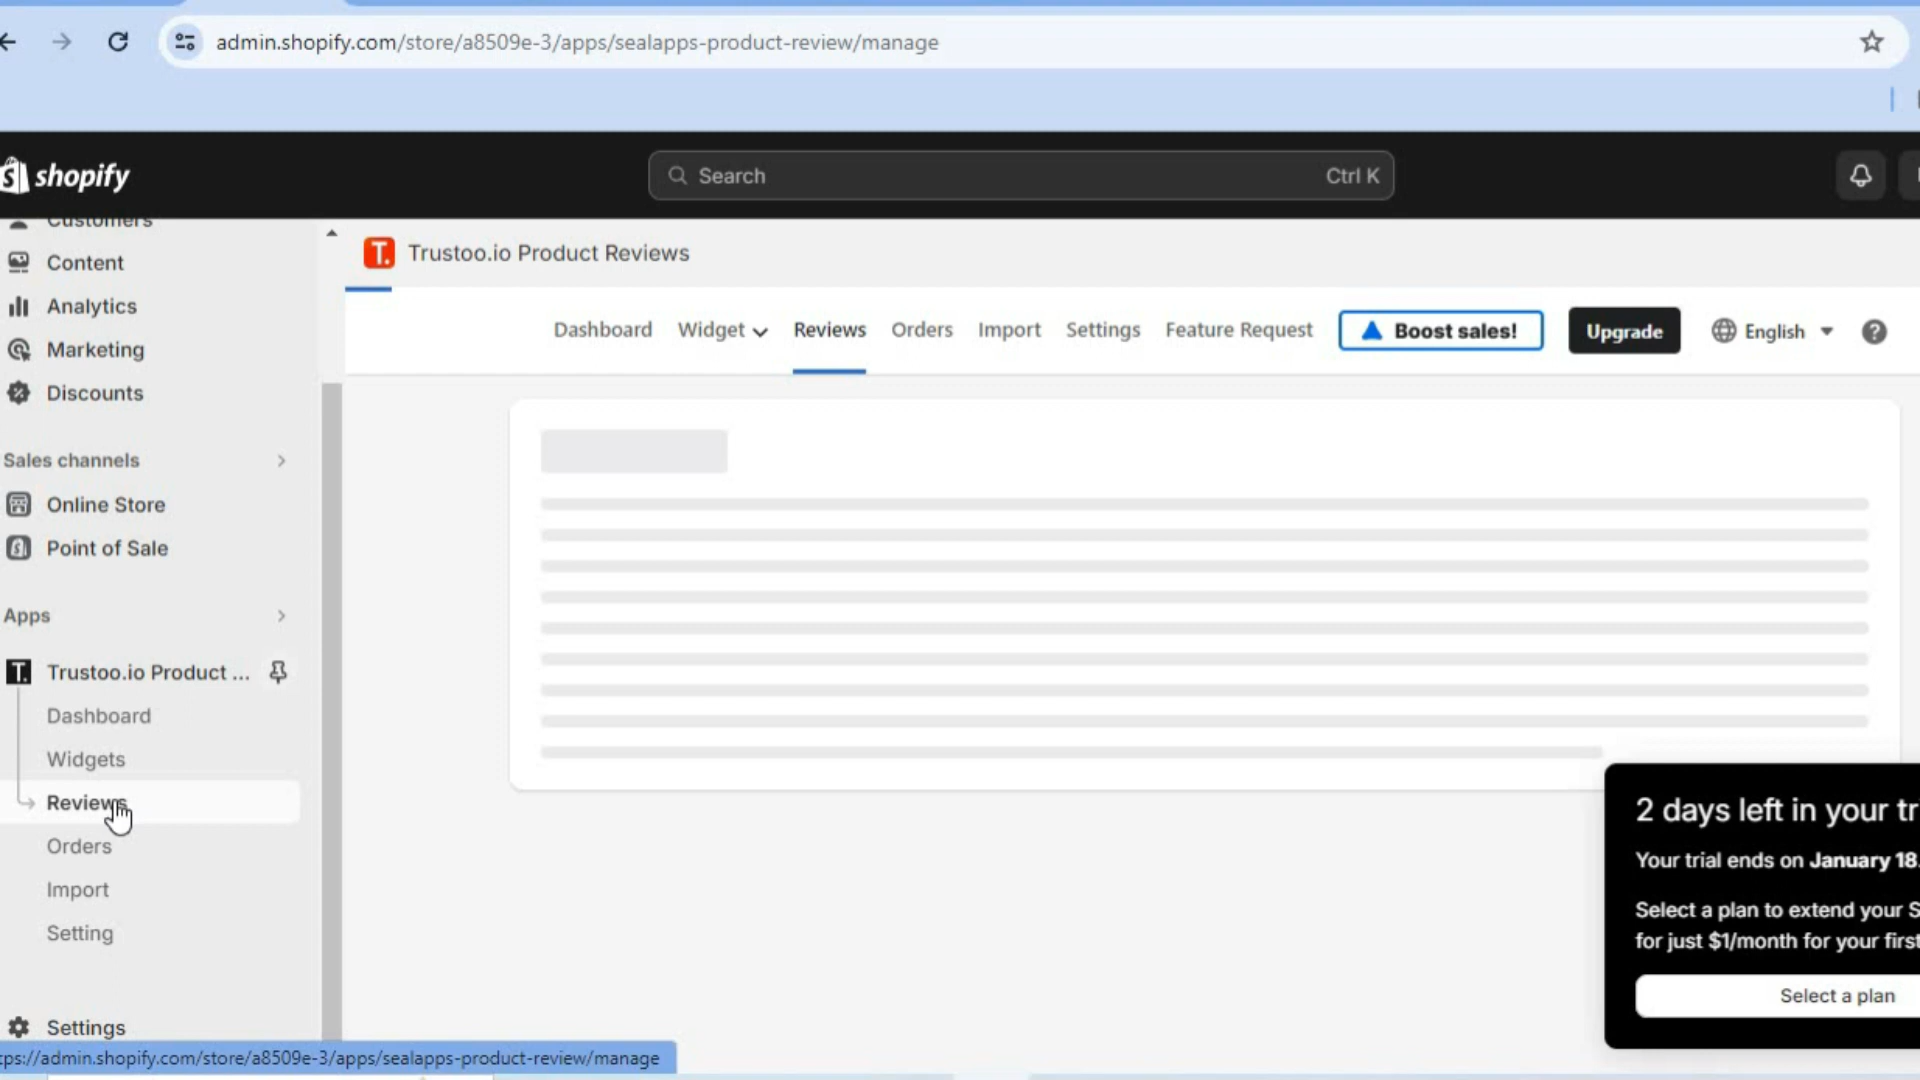 admin.shopify.com/store/a8509e-3/apps/sealapps-product-review/manage
shopify
Search
Ctrl K
Customers
Content
Analytics
Marketing
Discounts
Sales channels
Online Store
Point of Sale
Apps
Trustoo.io Product ...
Dashboard
Widgets
Reviews
Orders
Import
Setting
Settings
T. Trustoo.io Product Reviews
Dashboard Widget Reviews Orders Import Settings Feature Request Boost sales! Upgrade English
2 days left in your tr
Your trial ends on January 18.
Select a plan to extend your S
for just $1/month for your first
Select a plan
tps://admin.shopify.com/store/a8509e-3/apps/sealapps-product-review/manage